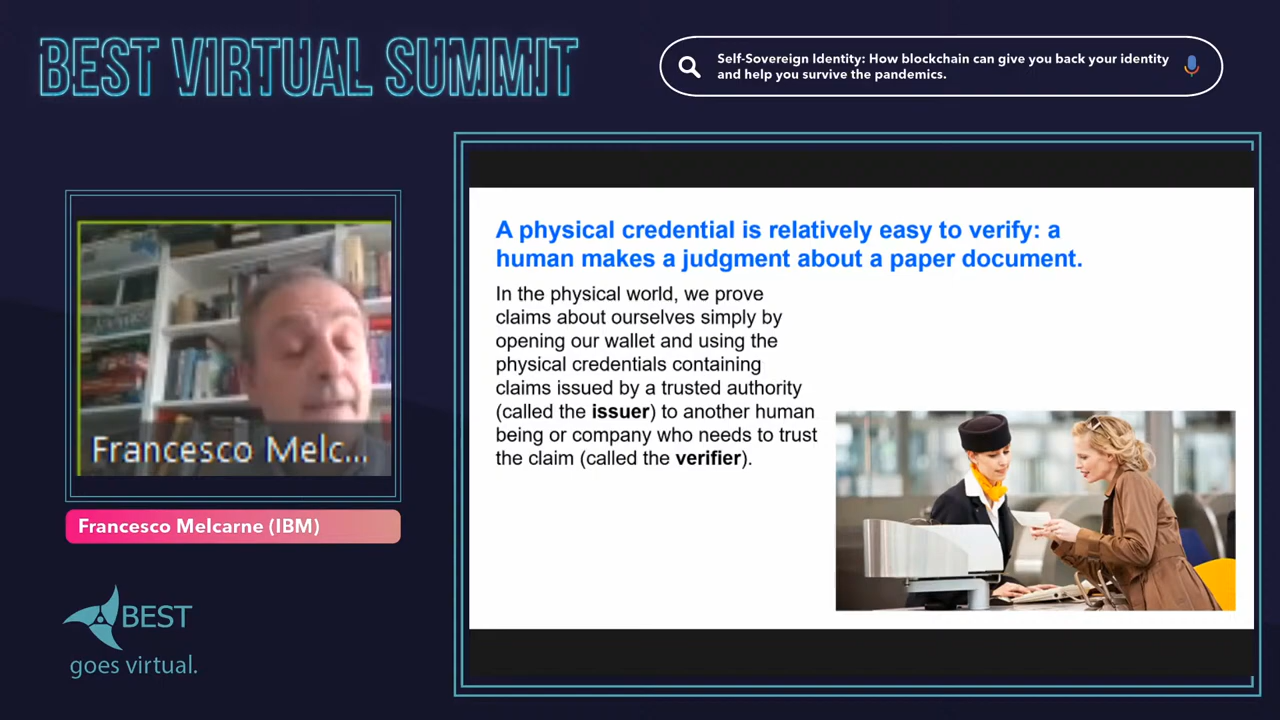 BEST VIRTUAL SUMMIT
Self-Sovereign Identity: How blockchain can give you back your identity
and help you survive the pandemics.
A physical credential is relatively easy to verify: a
human makes a judgment about a paper document.
In the physical world, we prove
claims about ourselves simply by
opening our wallet and using the
physical credentials containing
claims issued by a trusted authority
(called the issuer) to another human
being or company who needs to trust
the claim (called the verifier).
Francesco Melc...
Francesco Melcarne (IBM)
BEST
goes virtual.